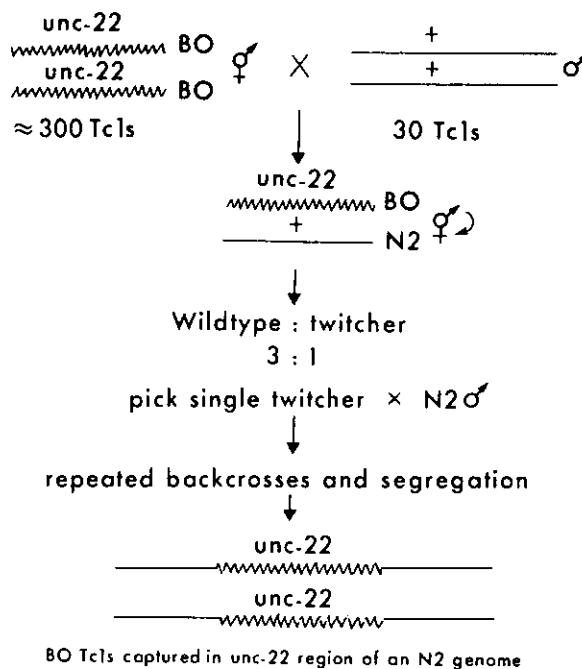 unc-22
unc-22 BO ⚥ × + ♂
BO +
≈ 300 Tc1s 30 Tc1s
unc-22
BO
+
N2 ⚥
Wildtype : twitcher
3 : 1
pick single twitcher × N2 ♂
repeated backcrosses and segregation
unc-22
unc-22
BO Tc1s captured in unc-22 region of an N2 genome